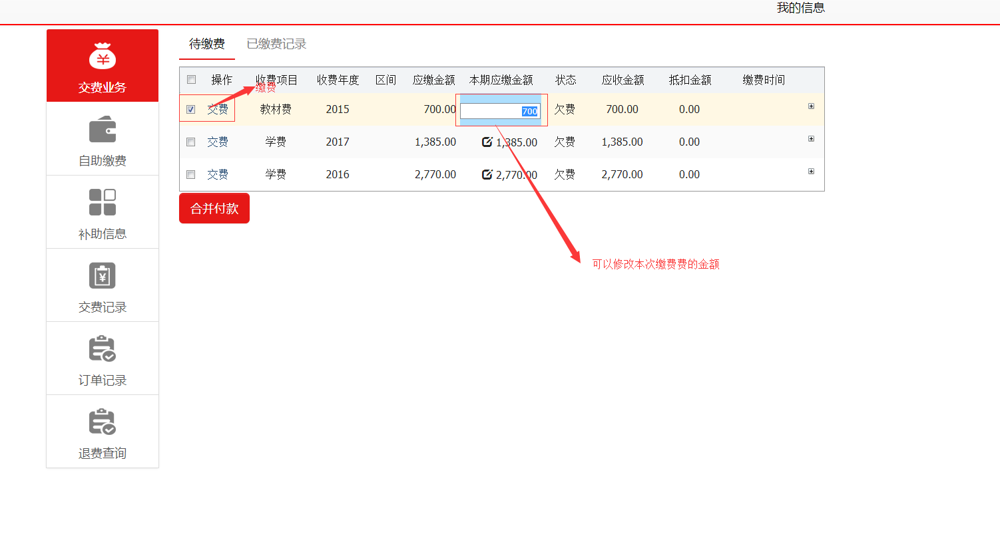 我的信息
交费业务
自助缴费
补助信息
交费记录
订单记录
退费查询
待缴费 已缴费记录
操作 收费项目 收费年度 区间 应缴金额 本期应缴金额 状态 应收金额 抵扣金额 缴费时间
缴费
交费 教材费 2015 700.00 700 欠费 700.00 0.00
交费 学费 2017 1,385.00 1,385.00 欠费 1,385.00 0.00
交费 学费 2016 2,770.00 2,770.00 欠费 2,770.00 0.00
合并付款
可以修改本次缴费费的金额